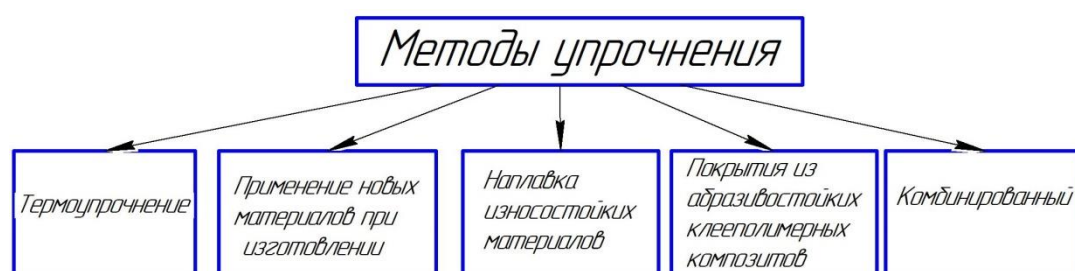 Методы упрочнения
Термоупрочнение
Применение новых
материалов при
изготовлении
Наплавка
износостойких
материалов
Покрытия из
абразивостойких
клееполимерных
композитов
Комбинированный